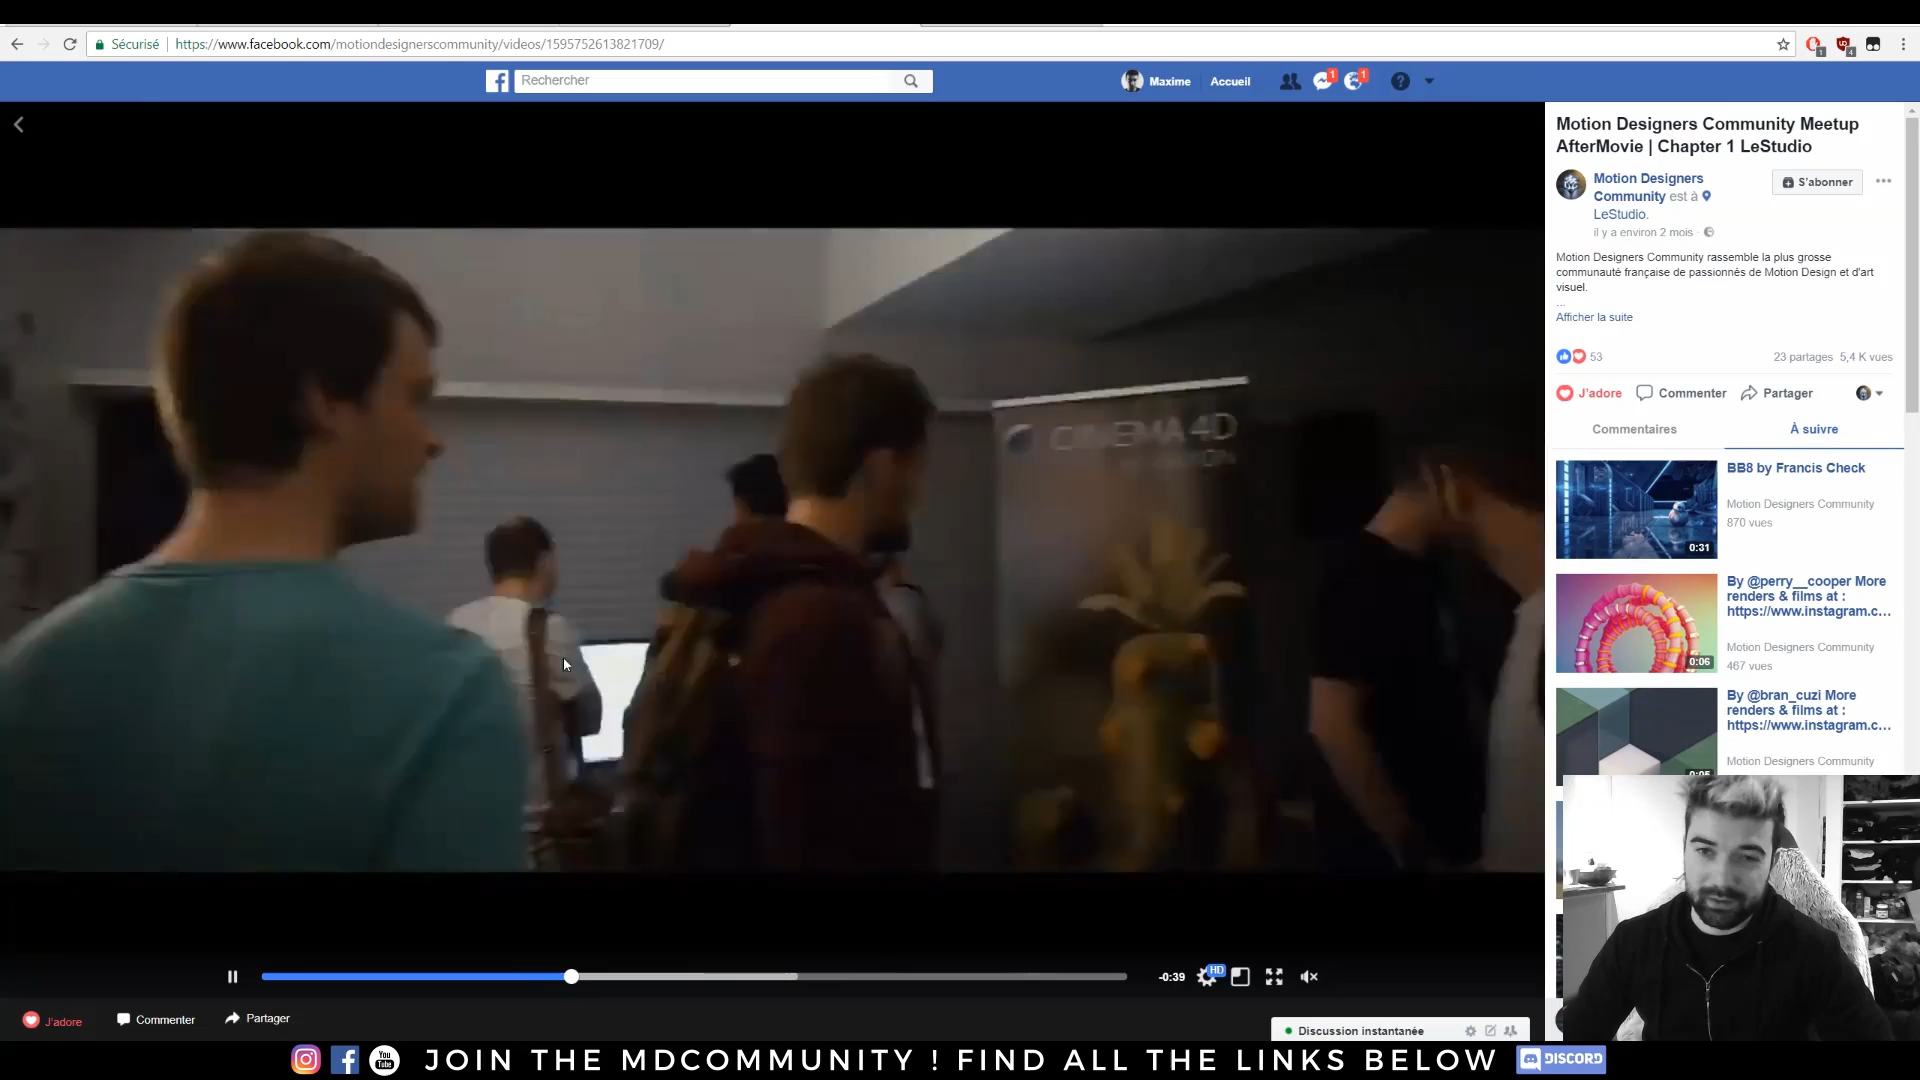 Sécurisé
https://www.facebook.com/motiondesignerscommunity/videos/1595752613821709/
1
4
Rechercher
Maxime
Accueil
1
1
Motion Designers Community Meetup
AfterMovie | Chapter 1 LeStudio
Motion Designers
Community est à
LeStudio.
il y a environ 2 mois ·
S'abonner
Motion Designers Community rassemble la plus grosse
communauté française de passionnés de Motion Design et d'art
visuel.
...
Afficher la suite
53
23 partages 5,4 K vues
J'adore
Commenter
Partager
Commentaires
À suivre
BB8 by Francis Check
Motion Designers Community
870 vues
0:31
By @perry__cooper More
renders & films at :
https://www.instagram.c...
Motion Designers Community
467 vues
0:06
By @bran_cuzi More
renders & films at :
https://www.instagram.c...
Motion Designers Community
CINEMA 4D
-0:39
HD
J'adore
Commenter
Partager
Discussion instantanée
You
Tube
JOIN THE MDCOMMUNITY ! FIND ALL THE LINKS BELOW
DISCORD